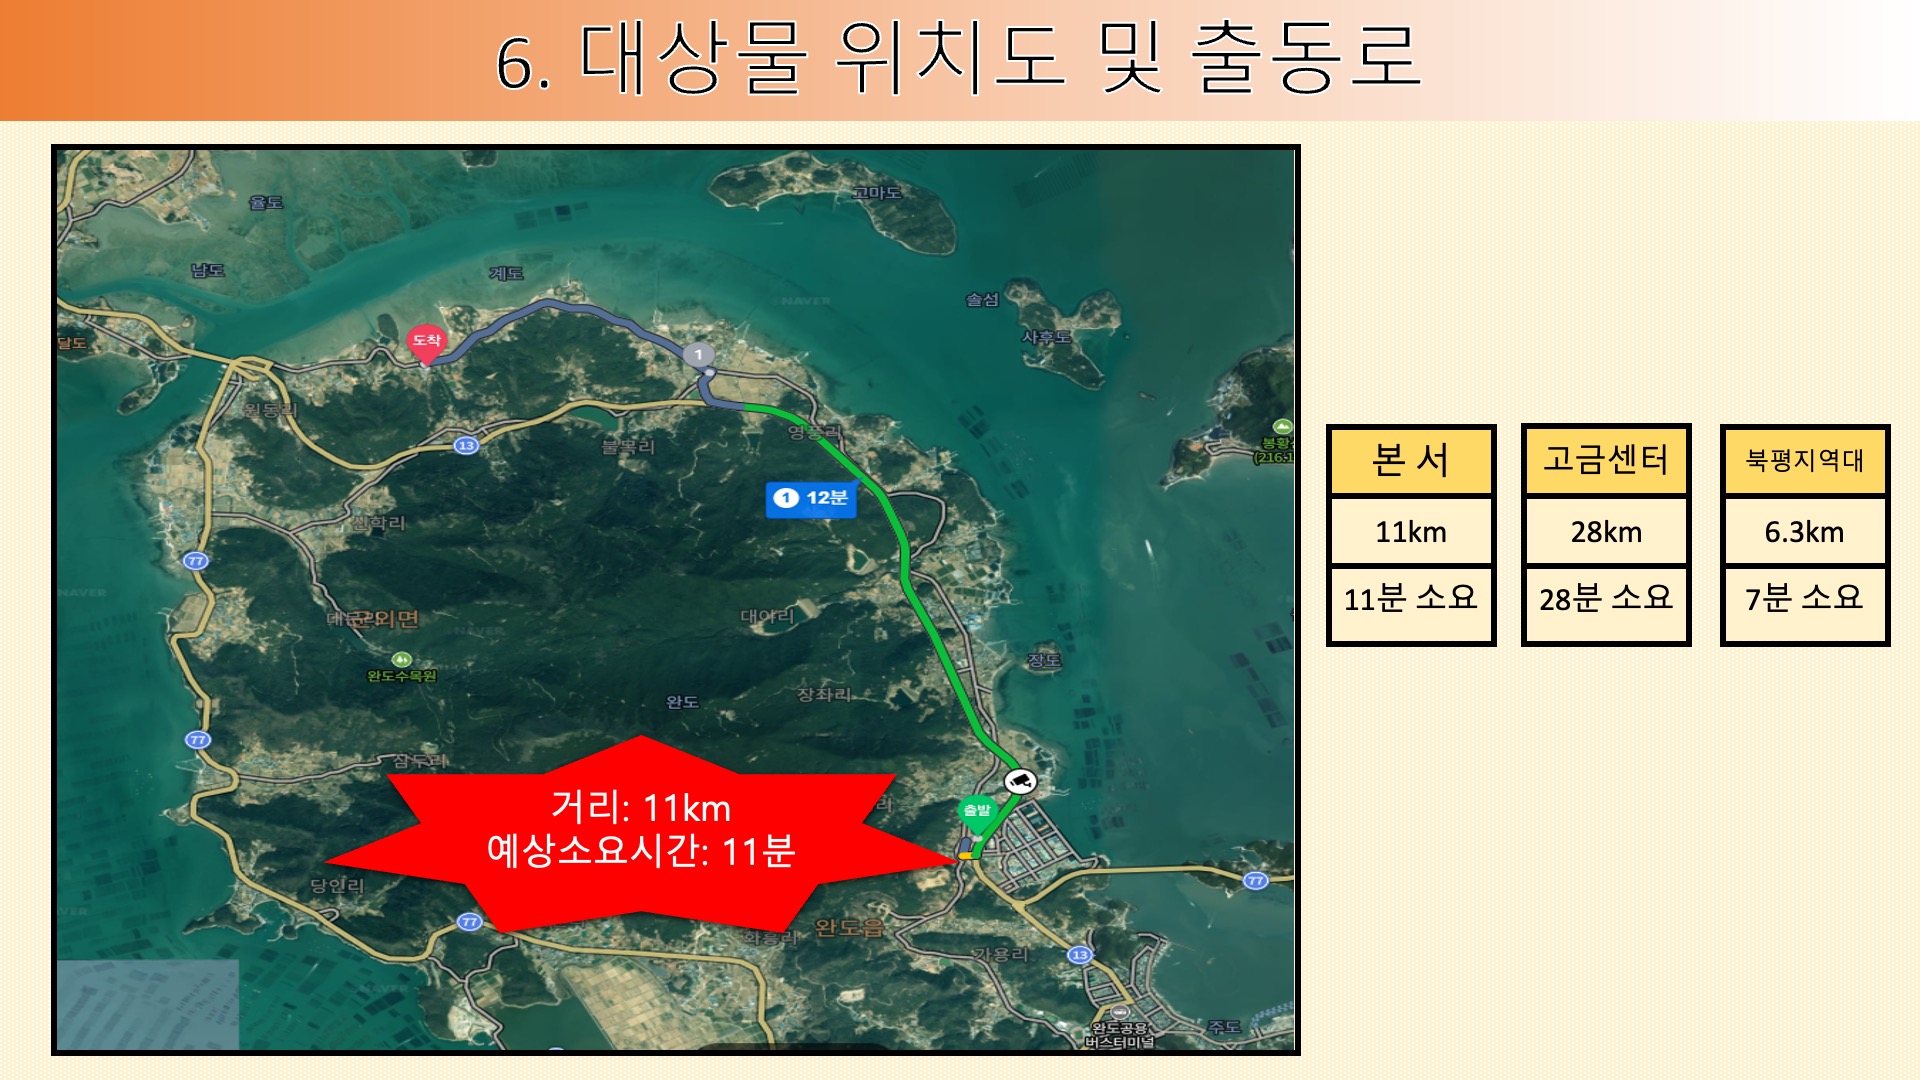 6. 대상물 위치도 및 출동로
율도
고마도
남도
계도
NAVER
솔섬
사후도
달도
도착
1
원동리
13
불목리
영풍리
봉황산
(216.1
1 12분
신학리
77
NAVER
대야리
군외면
NAVER
완도수목원
장도
완도
장좌리
77
삼두리
출발
거리: 11km
예상소요시간: 11분
당인리
77
77
완도읍
화흥리
가용리
13
NAVER
완도공용
버스터미널
주도
본 서
11km
11분 소요
고금센터
28km
28분 소요
북평지역대
6.3km
7분 소요